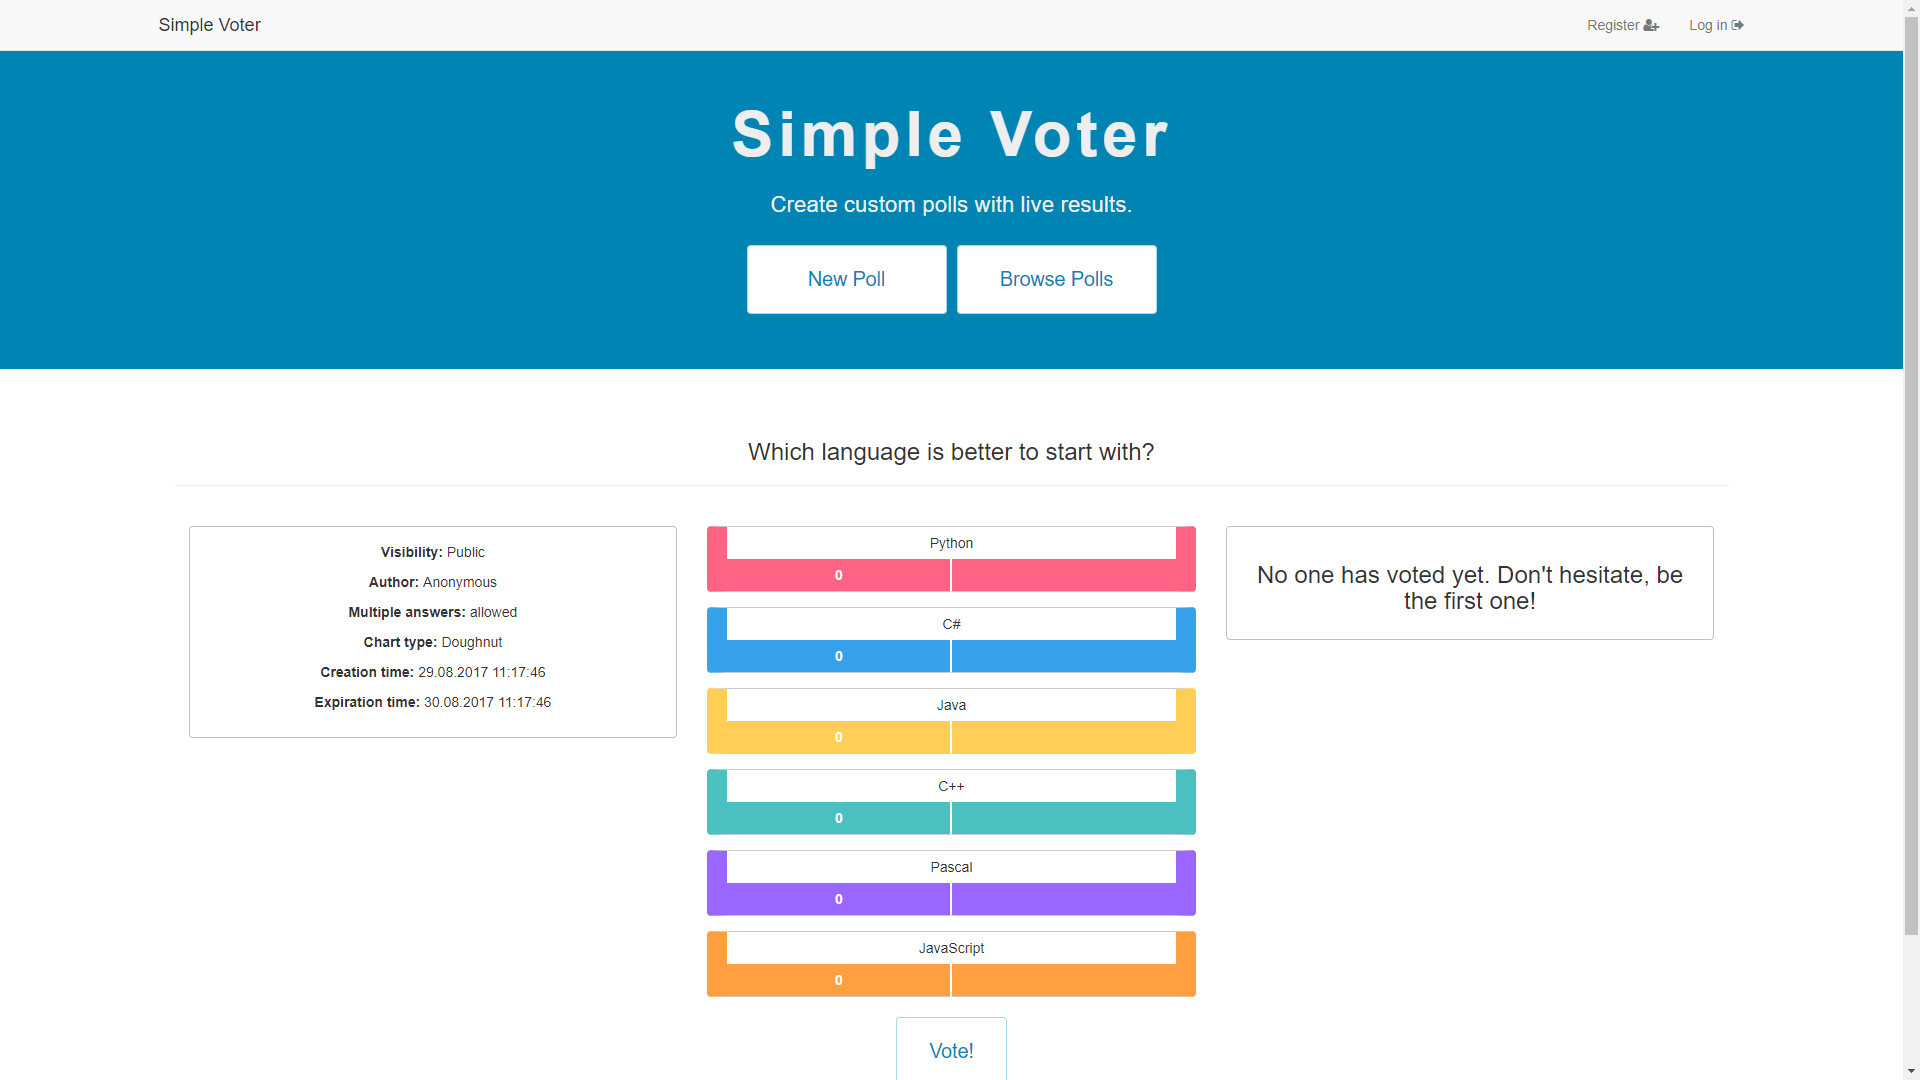 Simple Voter
Register
Log in
Simple Voter
Create custom polls with live results.
New Poll
Browse Polls
Which language is better to start with?
Visibility: Public
Author: Anonymous
Multiple answers: allowed
Chart type: Doughnut
Creation time: 29.08.2017 11:17:46
Expiration time: 30.08.2017 11:17:46
Python
0
C#
0
Java
0
C++
0
Pascal
0
JavaScript
0
Vote!
No one has voted yet. Don't hesitate, be
the first one!